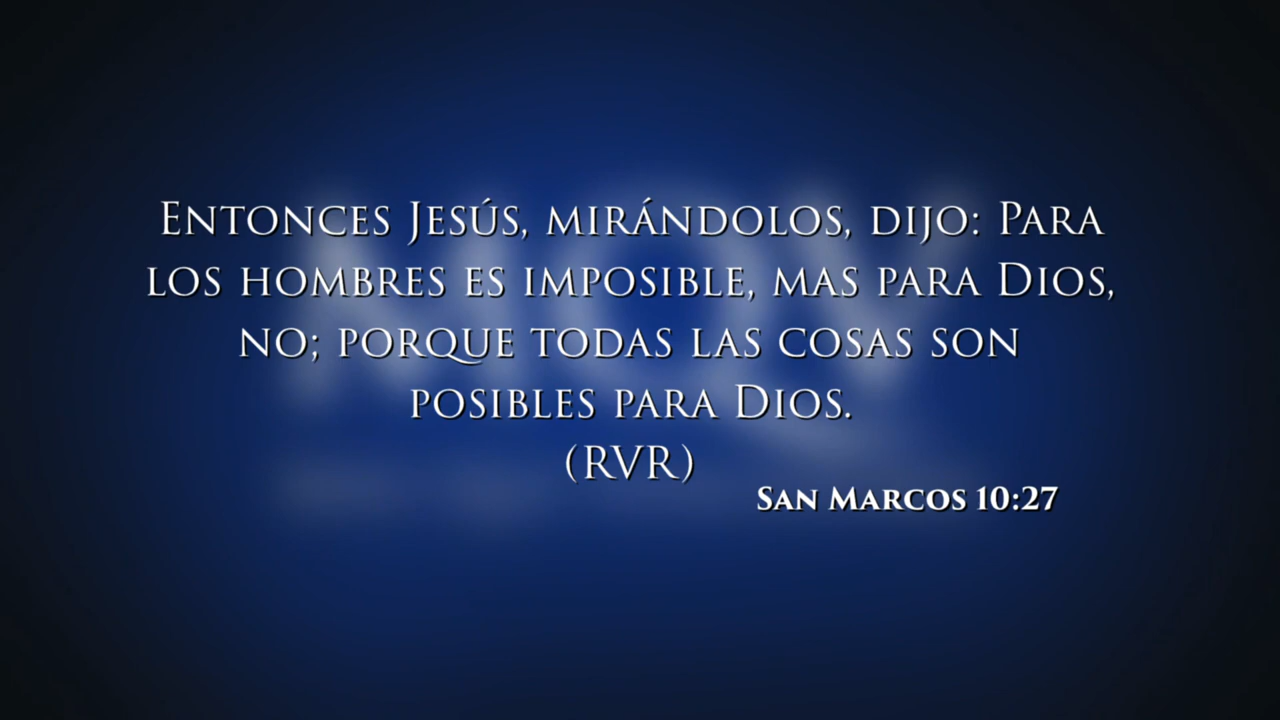 Entonces Jesús, mirándolos, dijo: Para
los hombres es imposible, mas para Dios,
no; porque todas las cosas son
posibles para Dios.
(RVR)
San Marcos 10:27